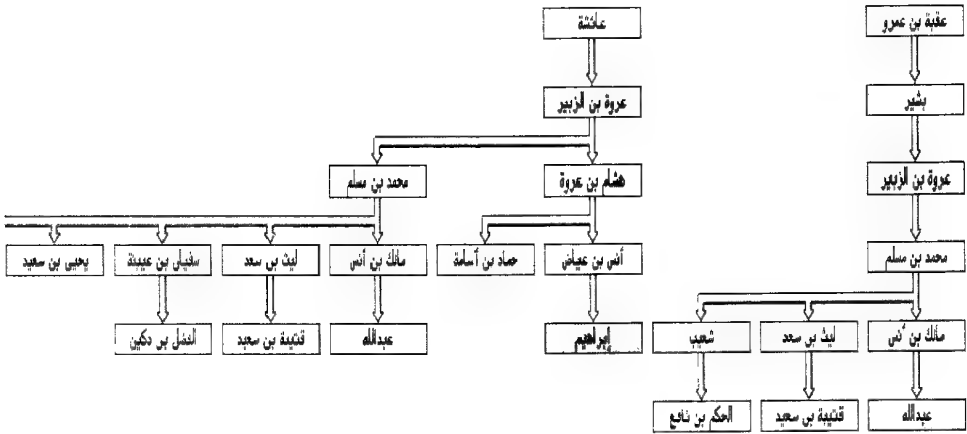 عقبة بن عمرو
عائشة
بشير
عروة بن الزبير
عروة بن الزبير
محمد بن مسلم
هشام بن عروة
محمد بن مسلم
أنس بن عياض
حماد بن أسامة
مالك بن أنس
ليث بن سعد
سفيان بن عيينة
يحيى بن سعيد
مالك بن أنس
ليث بن سعد
شعيب
إبراهيم
عبدالله
قتيبة بن سعيد
الفضل بن دكين
عبدالله
قتيبة بن سعيد
الحكم بن نافع